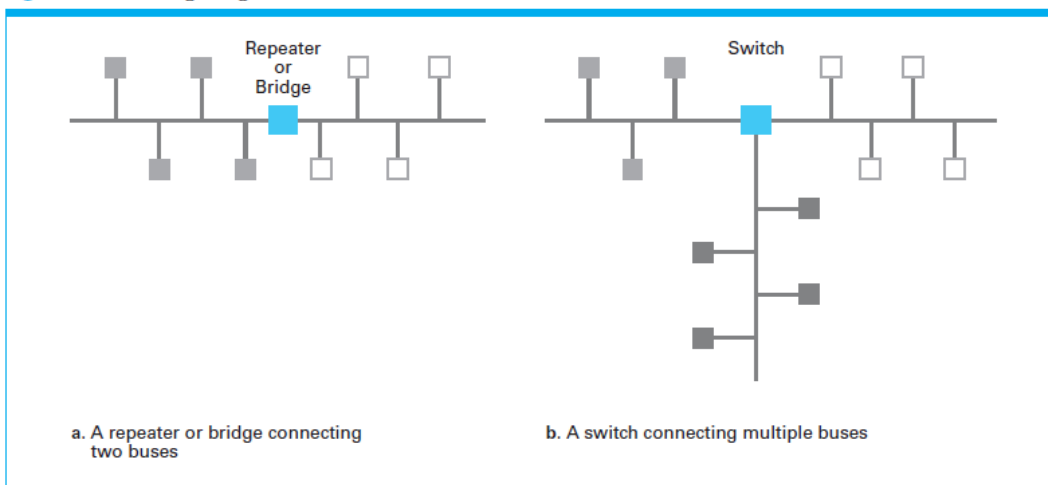 Repeater
or
Bridge
Switch
a. A repeater or bridge connecting
two buses
b. A switch connecting multiple buses